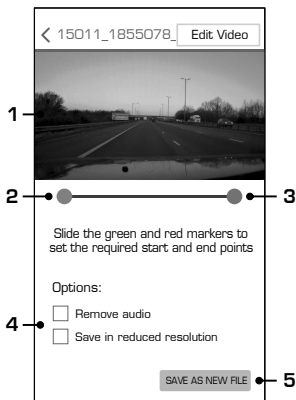 15011_1855078_
Edit Video
1
2
3
Slide the green and red markers to
set the required start and end points
Options:
Remove audio
4
Save in reduced resolution
SAVE AS NEW FILE
5